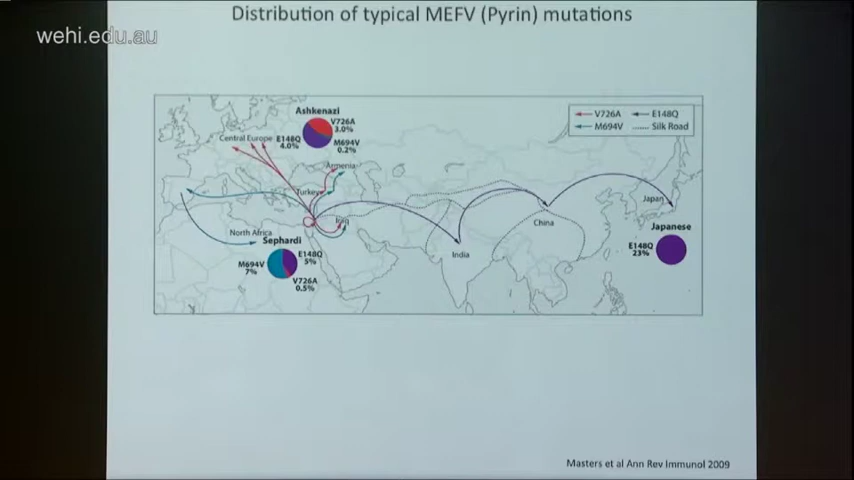 Distribution of typical MEFV (Pyrin) mutations
wehi.edu.au
Ashkenazi
V726A
3.0%
E148Q
4.0%
M694V
0.2%
V726A
E148Q
M694V
Silk Road
Central Europe
Armenia
Turkey
Iraq
North Africa
Sephardi
M694V
7%
E148Q
5%
V726A
0.5%
India
China
Japan
Japanese
E148Q
23%
Masters et al Ann Rev Immunol 2009